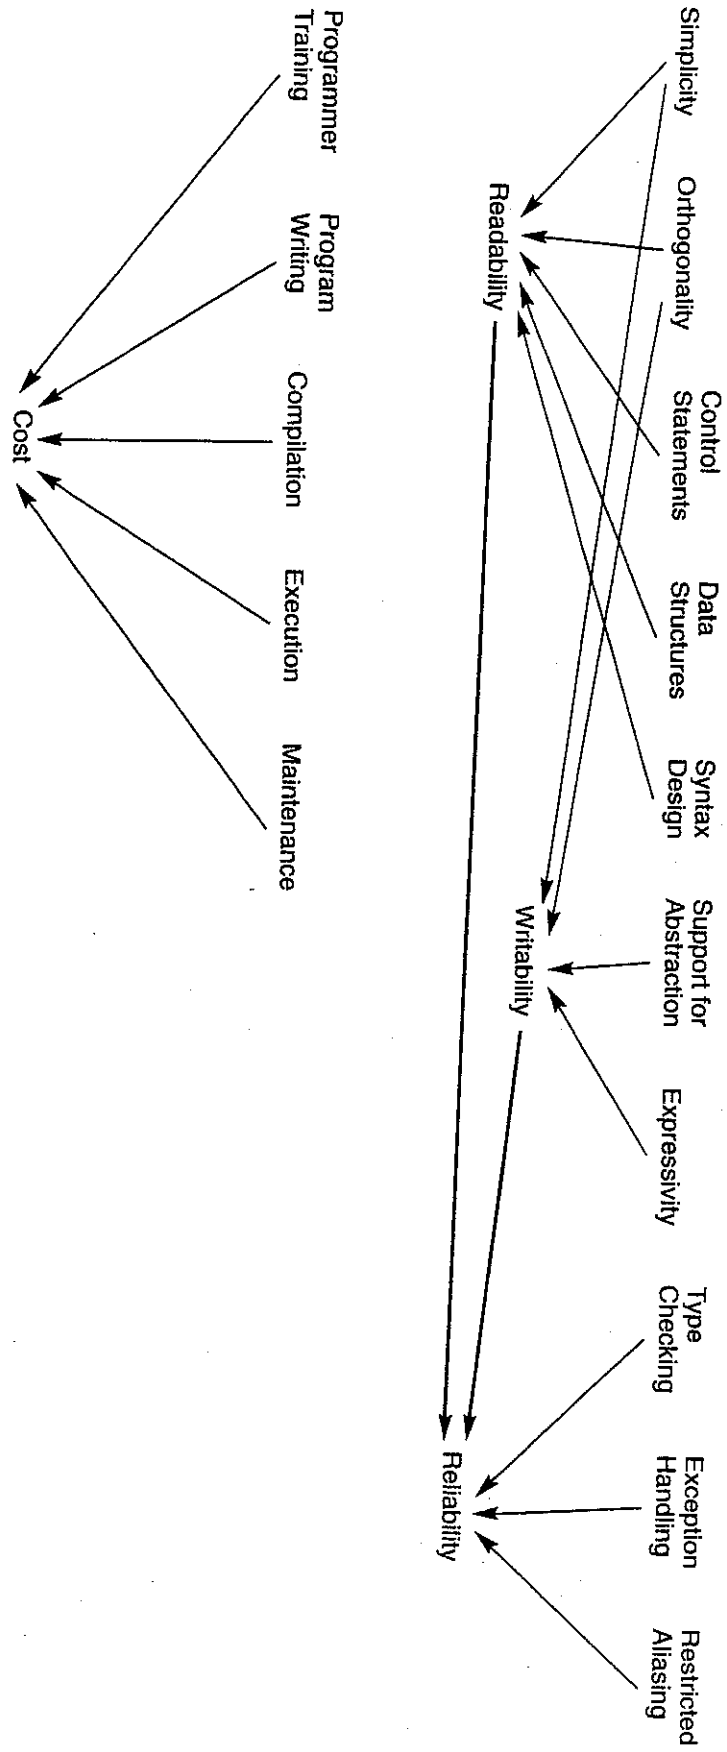 Simplicity
Orthogonality
Control
Statements
Data
Structures
Syntax
Design
Support for
Abstraction
Expressivity
Type
Checking
Exception
Handling
Restricted
Aliasing
Readability
Writability
Reliability
Programmer
Training
Program
Writing
Compilation
Execution
Maintenance
Cost